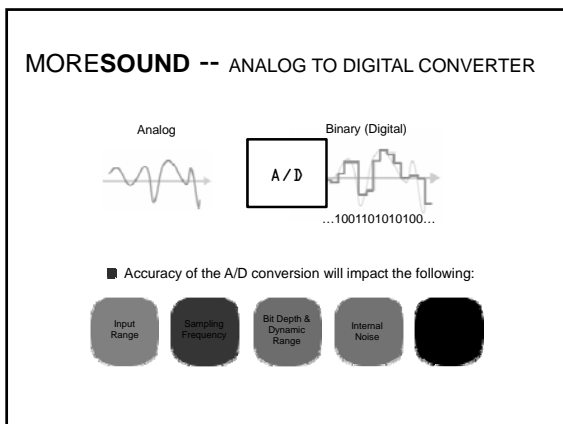 MORESOUND -- ANALOG TO DIGITAL CONVERTER
Analog
Binary (Digital)
A/D
...1001101010100...
Accuracy of the A/D conversion will impact the following:
Input
Range
Sampling
Frequency
Bit Depth &
Dynamic
Range
Internal
Noise